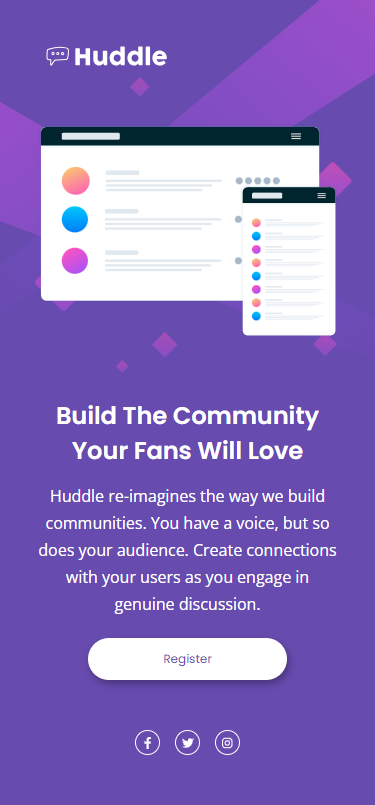 Huddle
Build The Community
Your Fans Will Love
Huddle re-imagines the way we build
communities. You have a voice, but so
does your audience. Create connections
with your users as you engage in
genuine discussion.
Register